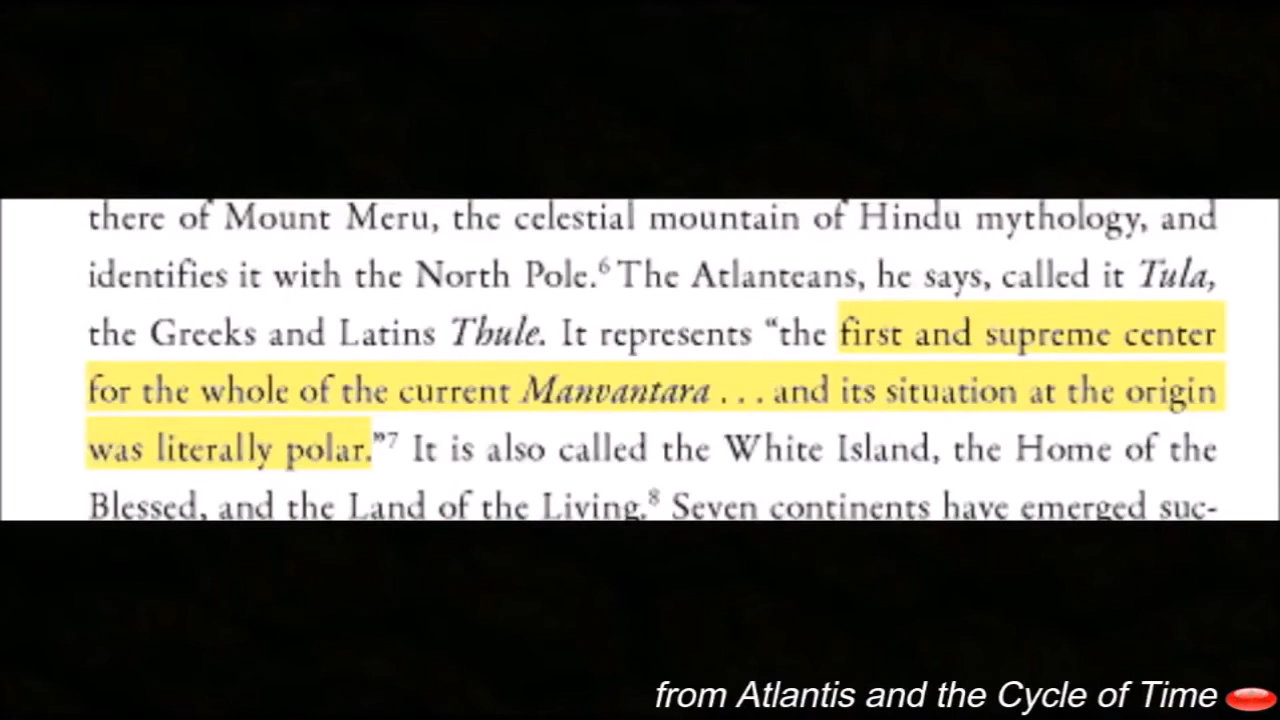 there of Mount Meru, the celestial mountain of Hindu mythology, and
identifies it with the North Pole.⁶ The Atlanteans, he says, called it Tula,
the Greeks and Latins Thule. It represents “the first and supreme center
for the whole of the current Manvantara . . . and its situation at the origin
was literally polar.”⁷ It is also called the White Island, the Home of the
Blessed, and the Land of the Living.⁸ Seven continents have emerged suc-
from Atlantis and the Cycle of Time